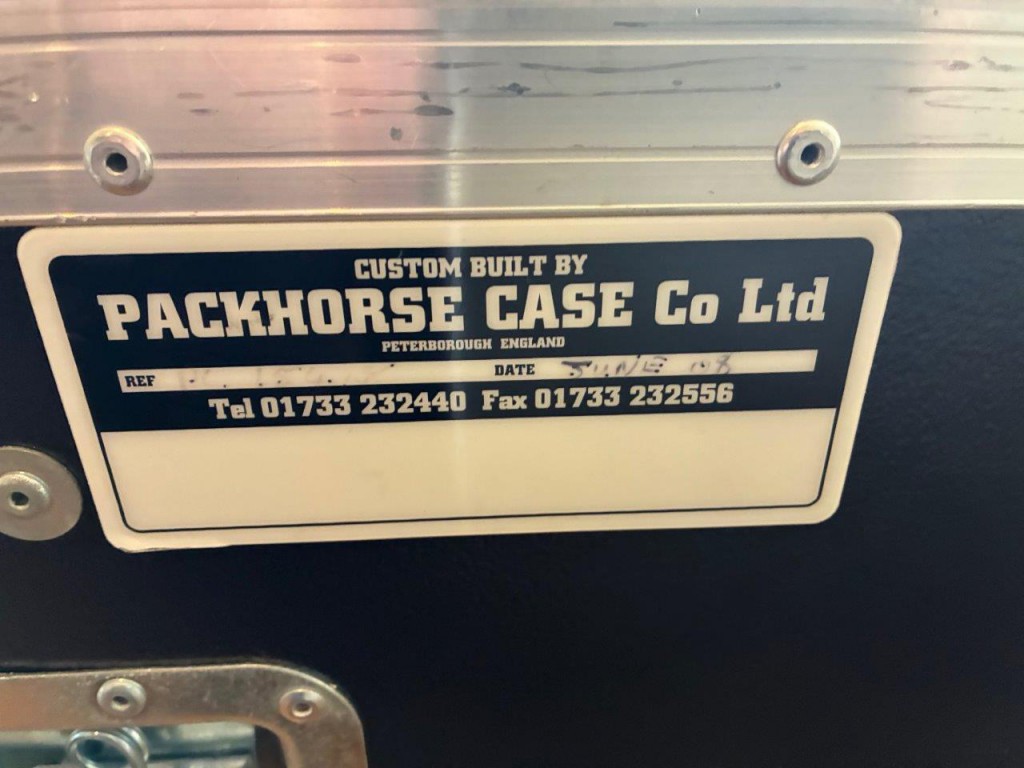 CUSTOM BUILT BY
PACKHORSE CASE Co Ltd
PETERBOROUGH ENGLAND
REF DATE JUNE 08
Tel 01733 232440 Fax 01733 232556